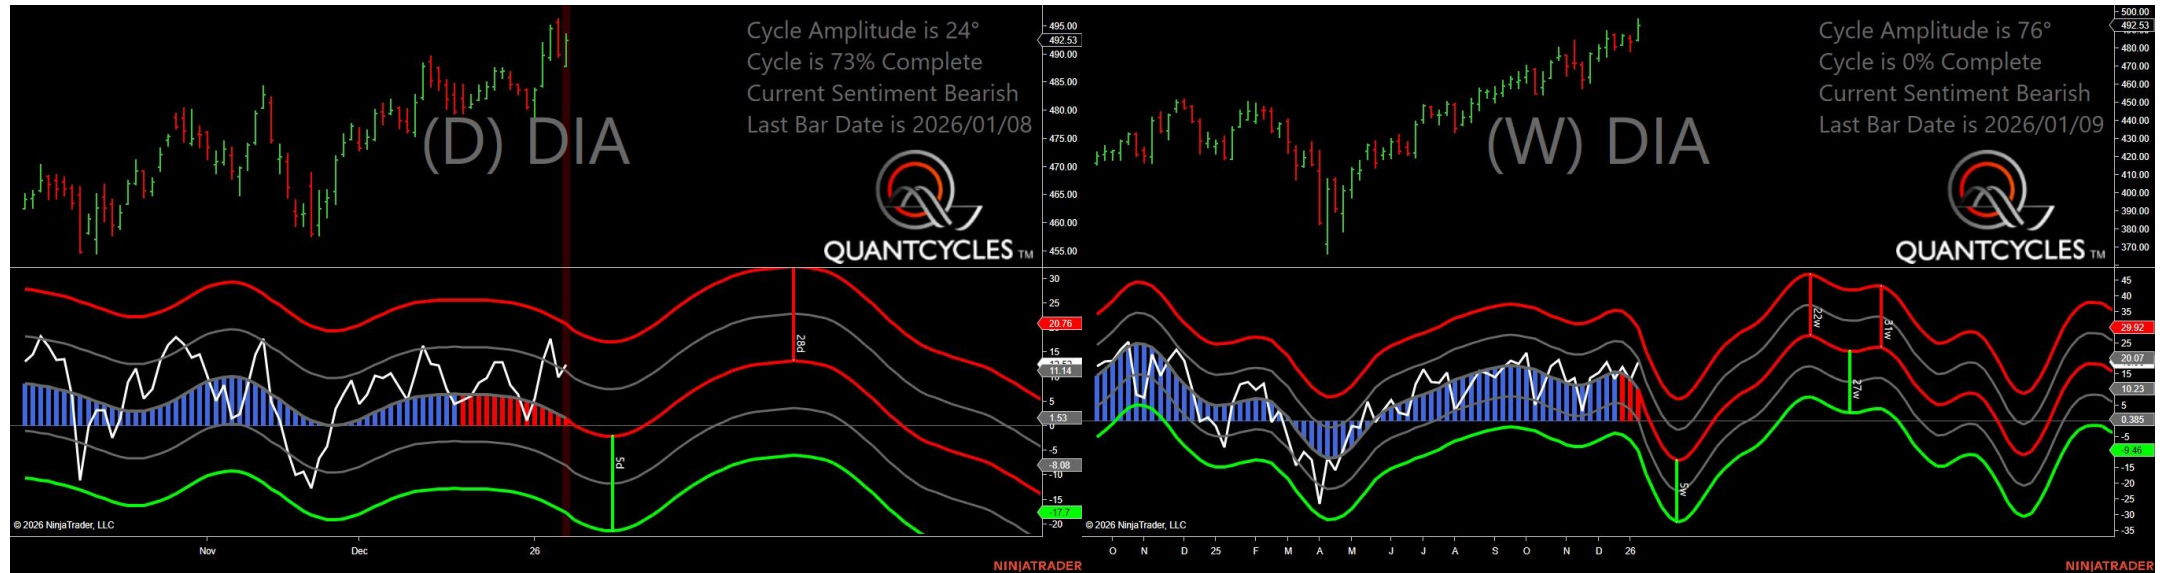 Cycle Amplitude is 24°
Cycle is 73% Complete
Current Sentiment Bearish
Last Bar Date is 2026/01/08
(D) DIA
QUANTCYCLES TM
495.00
492.53
490.00
485.00
480.00
475.00
470.00
465.00
460.00
455.00
30
25
20.76
15
11.14
5
1.53
0
-5
-8.08
-10
-15
-17.7
-20
28d
5d
© 2026 NinjaTrader, LLC
Nov
Dec
26
NINJATRADER
Cycle Amplitude is 76°
Cycle is 0% Complete
Current Sentiment Bearish
Last Bar Date is 2026/01/09
(W) DIA
QUANTCYCLES TM
500.00
492.53
480.00
470.00
460.00
450.00
440.00
430.00
420.00
410.00
400.00
390.00
380.00
370.00
45
40
35
29.92
25
20.07
15
10.23
5
0.385
-5
-9.46
-15
-20
-25
-30
-35
22w
31w
27w
5w
© 2026 NinjaTrader, LLC
O
N
D
25
F
M
A
M
J
J
A
S
O
N
D
26
NINJATRADER